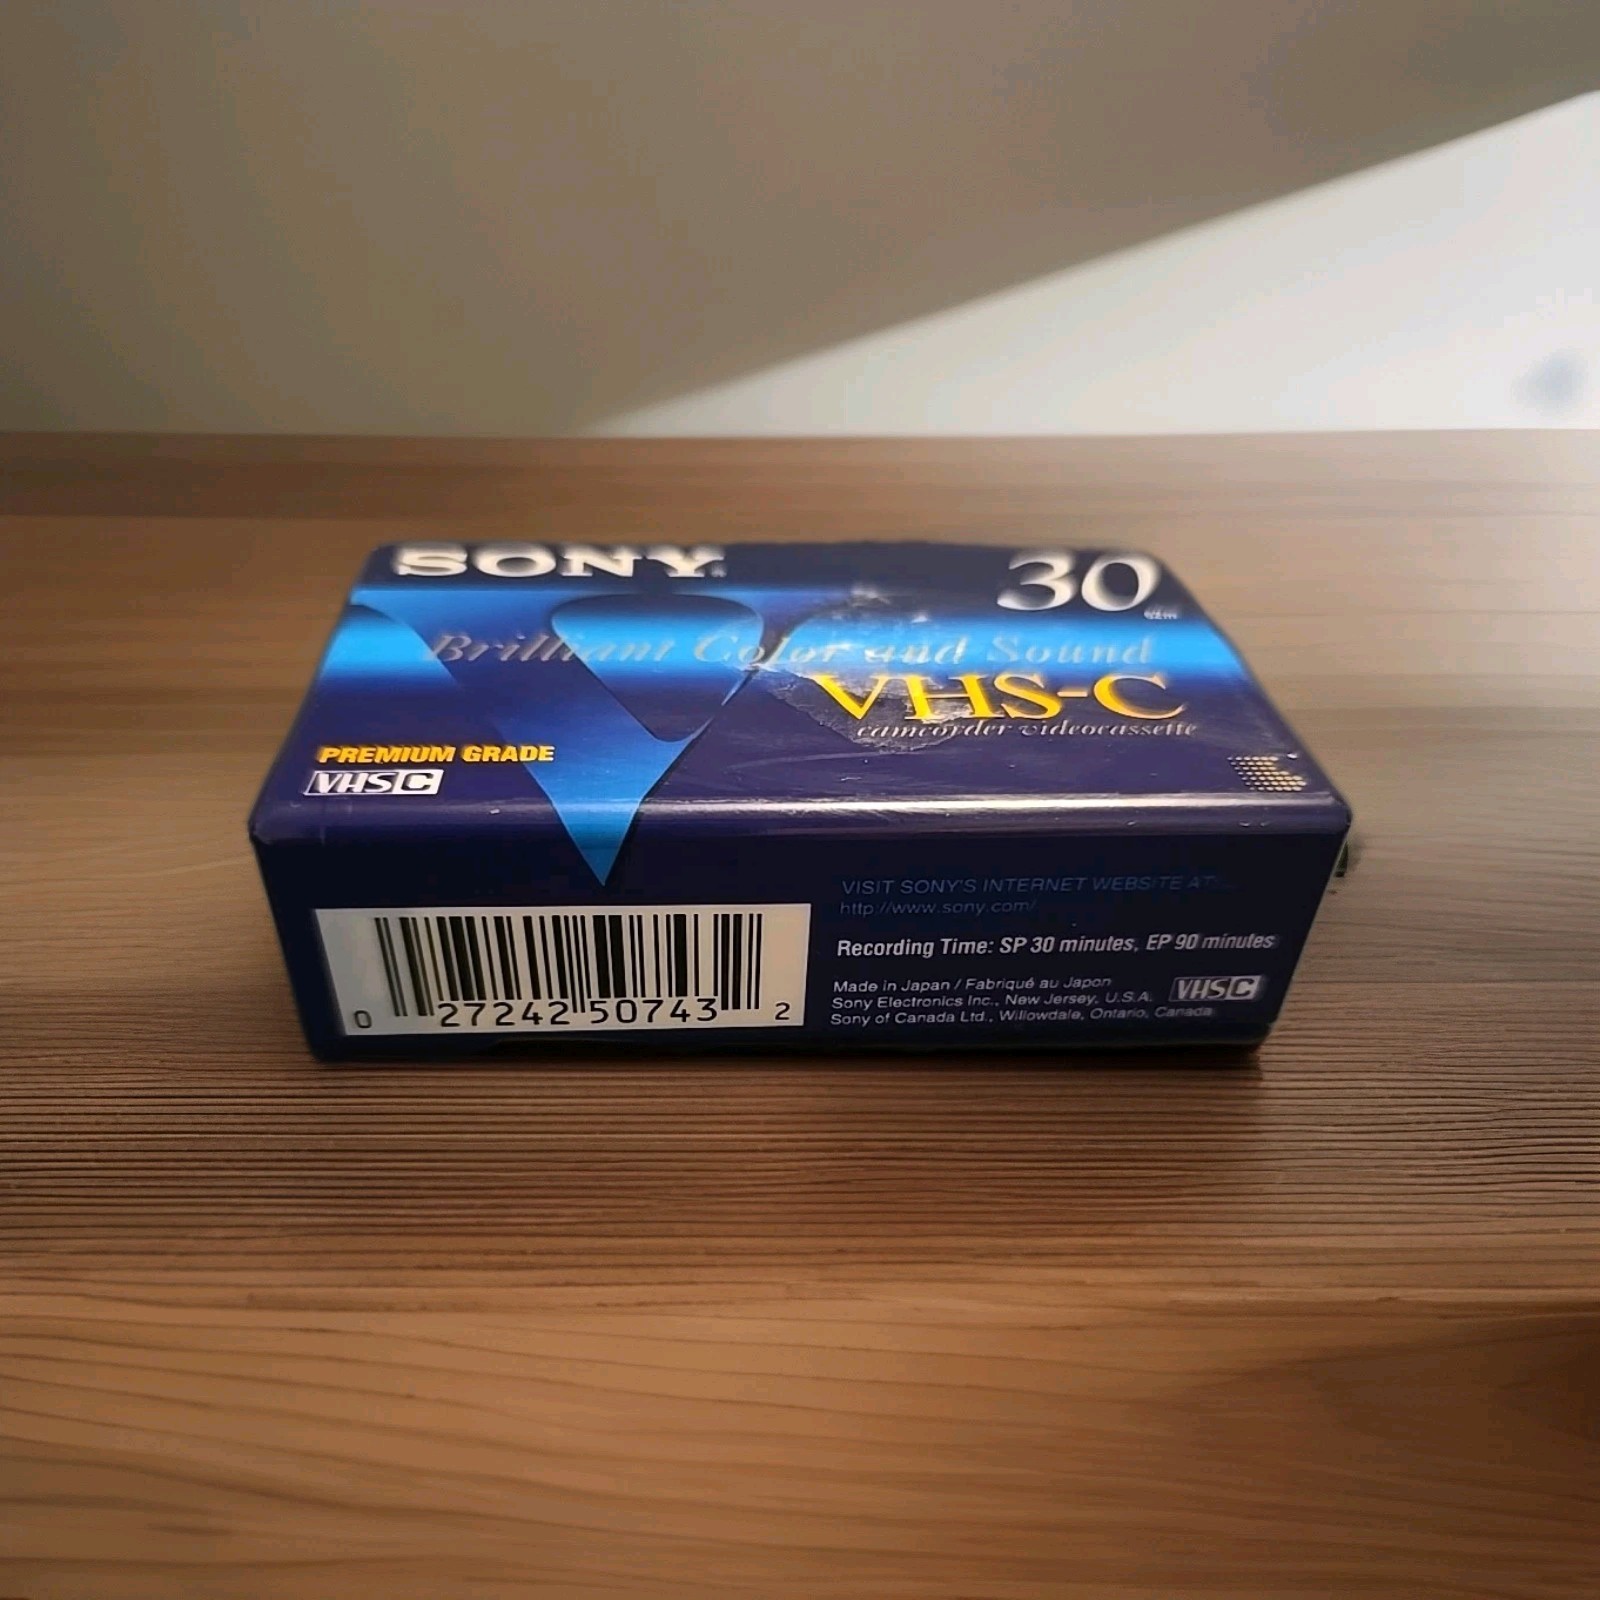 SONY
30
Brilliant Color and Sound
VHS-C
camcorder videocassette
PREMIUM GRADE
VHS C
VISIT SONY'S INTERNET WEBSITE AT:
http://www.sony.com/
Recording Time: SP 30 minutes, EP 90 minutes
Made in Japan / Fabriqué au Japon
Sony Electronics Inc., New Jersey, U.S.A.
Sony of Canada Ltd., Willowdale, Ontario, Canada
VHS C
0 27242 50743 2